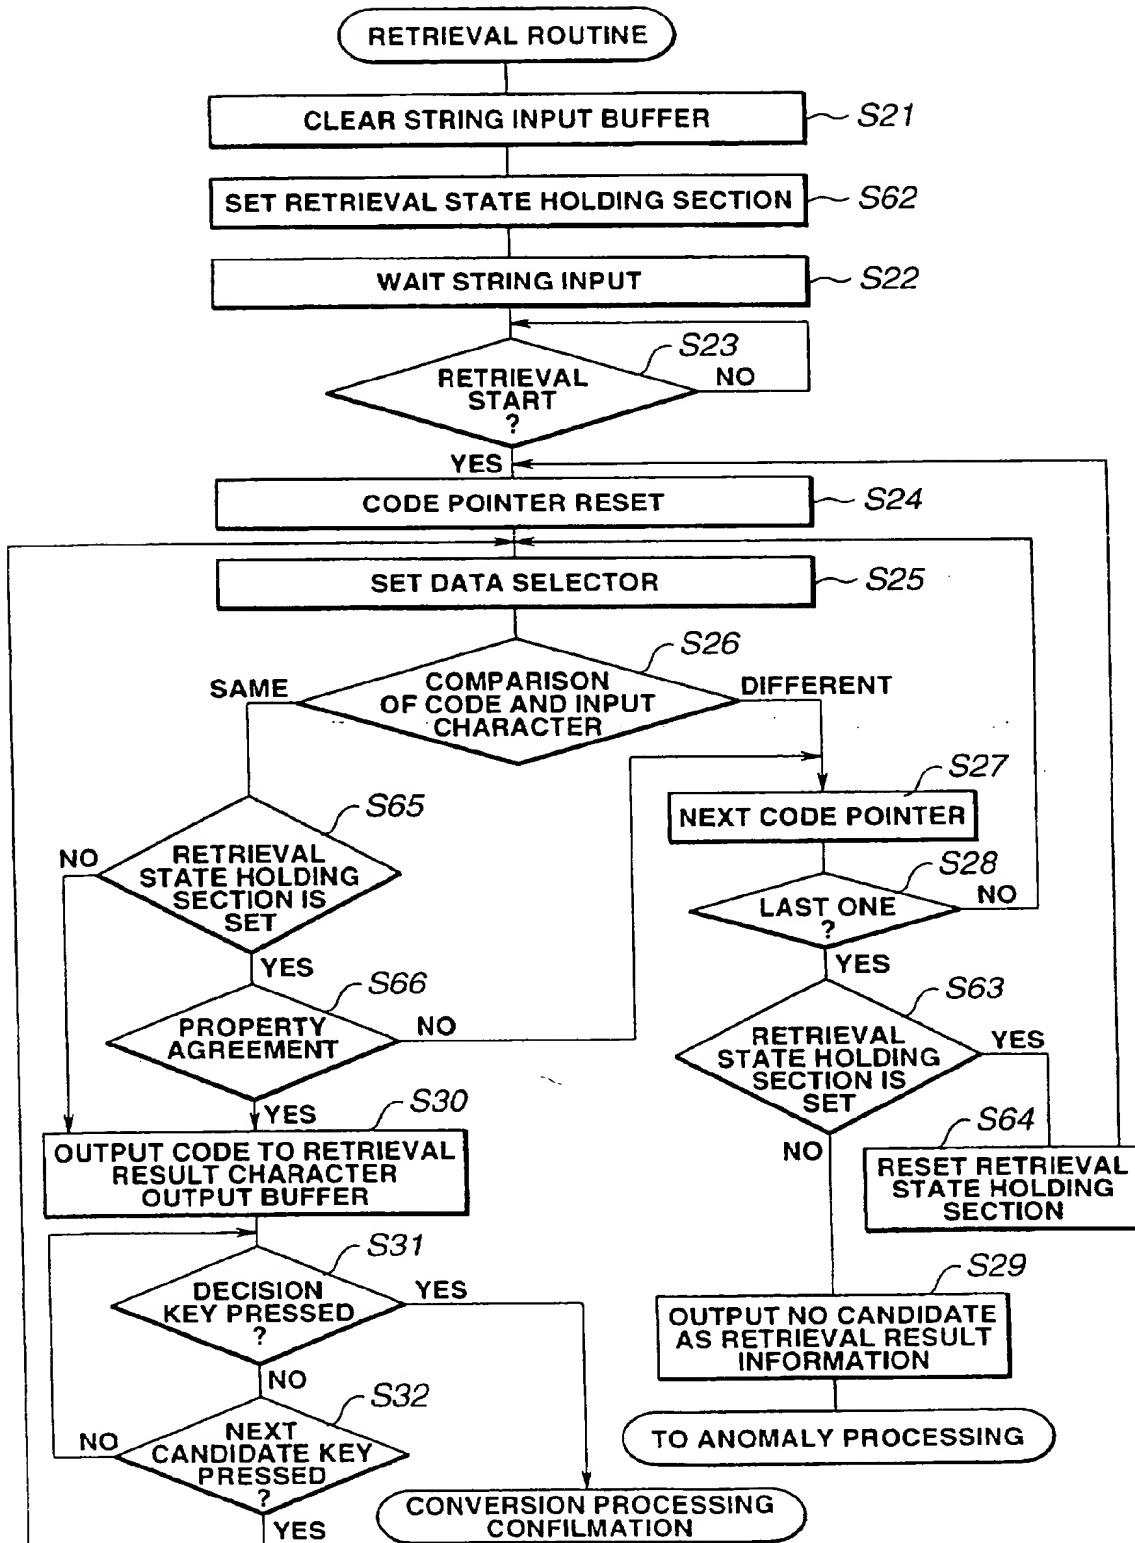 RETRIEVAL ROUTINE
CLEAR STRING INPUT BUFFER
S21
SET RETRIEVAL STATE HOLDING SECTION
S62
WAIT STRING INPUT
S22
S23
RETRIEVAL
START
?
NO
YES
CODE POINTER RESET
S24
SET DATA SELECTOR
S25
S26
COMPARISON
OF CODE AND INPUT
CHARACTER
SAME
DIFFERENT
S27
NEXT CODE POINTER
S65
RETRIEVAL
STATE HOLDING
SECTION IS
SET
NO
YES
S28
LAST ONE
?
NO
YES
S66
PROPERTY
AGREEMENT
NO
YES
S63
RETRIEVAL
STATE HOLDING
SECTION IS
SET
YES
NO
S64
RESET RETRIEVAL
STATE HOLDING
SECTION
S30
OUTPUT CODE TO RETRIEVAL
RESULT CHARACTER
OUTPUT BUFFER
S31
DECISION
KEY PRESSED
?
YES
NO
S29
OUTPUT NO CANDIDATE
AS RETRIEVAL RESULT
INFORMATION
S32
NEXT
CANDIDATE KEY
PRESSED
?
NO
YES
TO ANOMALY PROCESSING
CONVERSION PROCESSING
CONFILMATION